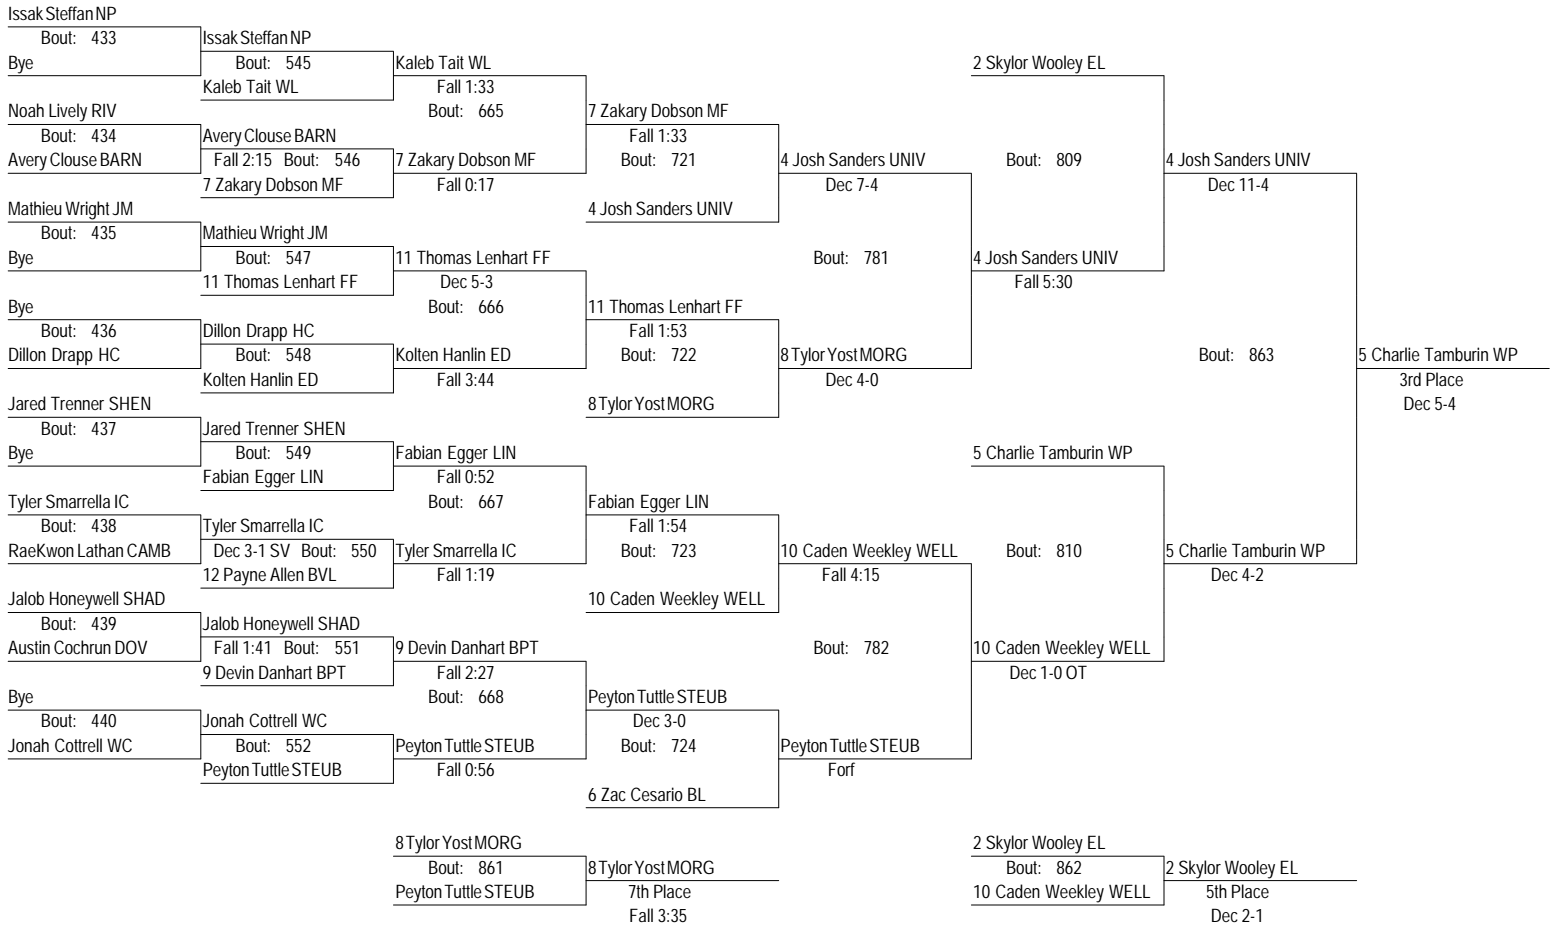 Issak Steffan NP
Bout: 433 Issak Steffan NP
Bye Bout: 545 Kaleb Tait WL 2 Skylor Wooley EL
Kaleb Tait WL Fall 1:33
Noah Lively RIV Bout: 665 7 Zakary Dobson MF
Bout: 434 Avery Clouse BARN Fall 1:33
Avery Clouse BARN Fall 2:15 Bout: 546 7 Zakary Dobson MF Bout: 721 4 Josh Sanders UNIV Bout: 809 4 Josh Sanders UNIV
7 Zakary Dobson MF Fall 0:17 Dec 7-4 Dec 11-4
Mathieu Wright JM 4 Josh Sanders UNIV
Bout: 435 Mathieu Wright JM
Bye Bout: 547 11 Thomas Lenhart FF Bout: 781 4 Josh Sanders UNIV
11 Thomas Lenhart FF Dec 5-3 Fall 5:30
Bye Bout: 666 11 Thomas Lenhart FF
Bout: 436 Dillon Drapp HC Fall 1:53
Dillon Drapp HC Bout: 548 Kolten Hanlin ED Bout: 722 8 Tylor Yost MORG Bout: 863 5 Charlie Tamburin WP
Kolten Hanlin ED Fall 3:44 Dec 4-0 3rd Place
Jared Trenner SHEN 8 Tylor Yost MORG Dec 5-4
Bout: 437 Jared Trenner SHEN
Bye Bout: 549 Fabian Egger LIN 5 Charlie Tamburin WP
Fabian Egger LIN Fall 0:52
Tyler Smarrella IC Bout: 667 Fabian Egger LIN
Bout: 438 Tyler Smarrella IC Fall 1:54
RaeKwon Lathan CAMB Dec 3-1 SV Bout: 550 Tyler Smarrella IC Bout: 723 10 Caden Weekley WELL Bout: 810 5 Charlie Tamburin WP
12 Payne Allen BVL Fall 1:19 Fall 4:15 Dec 4-2
Jalob Honeywell SHAD 10 Caden Weekley WELL
Bout: 439 Jalob Honeywell SHAD
Austin Cochrun DOV Fall 1:41 Bout: 551 9 Devin Danhart BPT Bout: 782 10 Caden Weekley WELL
9 Devin Danhart BPT Fall 2:27 Dec 1-0 OT
Bye Bout: 668 Peyton Tuttle STEUB
Bout: 440 Jonah Cottrell WC Dec 3-0
Jonah Cottrell WC Bout: 552 Peyton Tuttle STEUB Bout: 724 Peyton Tuttle STEUB
Peyton Tuttle STEUB Fall 0:56 Forf
6 Zac Cesario BL
8 Tylor Yost MORG 2 Skylor Wooley EL
Bout: 861 8 Tylor Yost MORG Bout: 862 2 Skylor Wooley EL
Peyton Tuttle STEUB 7th Place 10 Caden Weekley WELL 5th Place
Fall 3:35 Dec 2-1